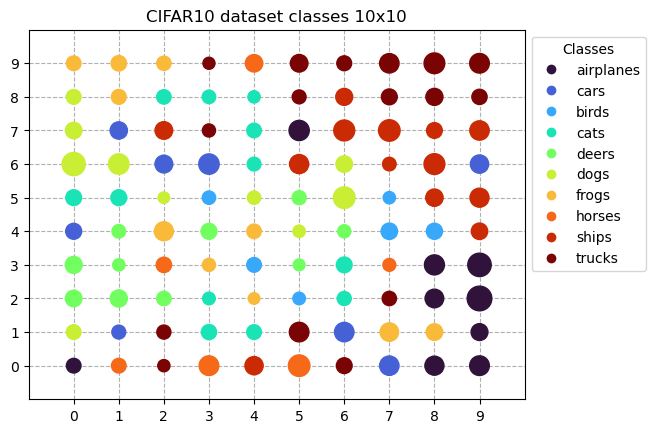 CIFAR10 dataset classes 10x10
9
8
7
6
5
4
3
2
1
0
0 1 2 3 4 5 6 7 8 9
Classes
airplanes
cars
birds
cats
deers
dogs
frogs
horses
ships
trucks